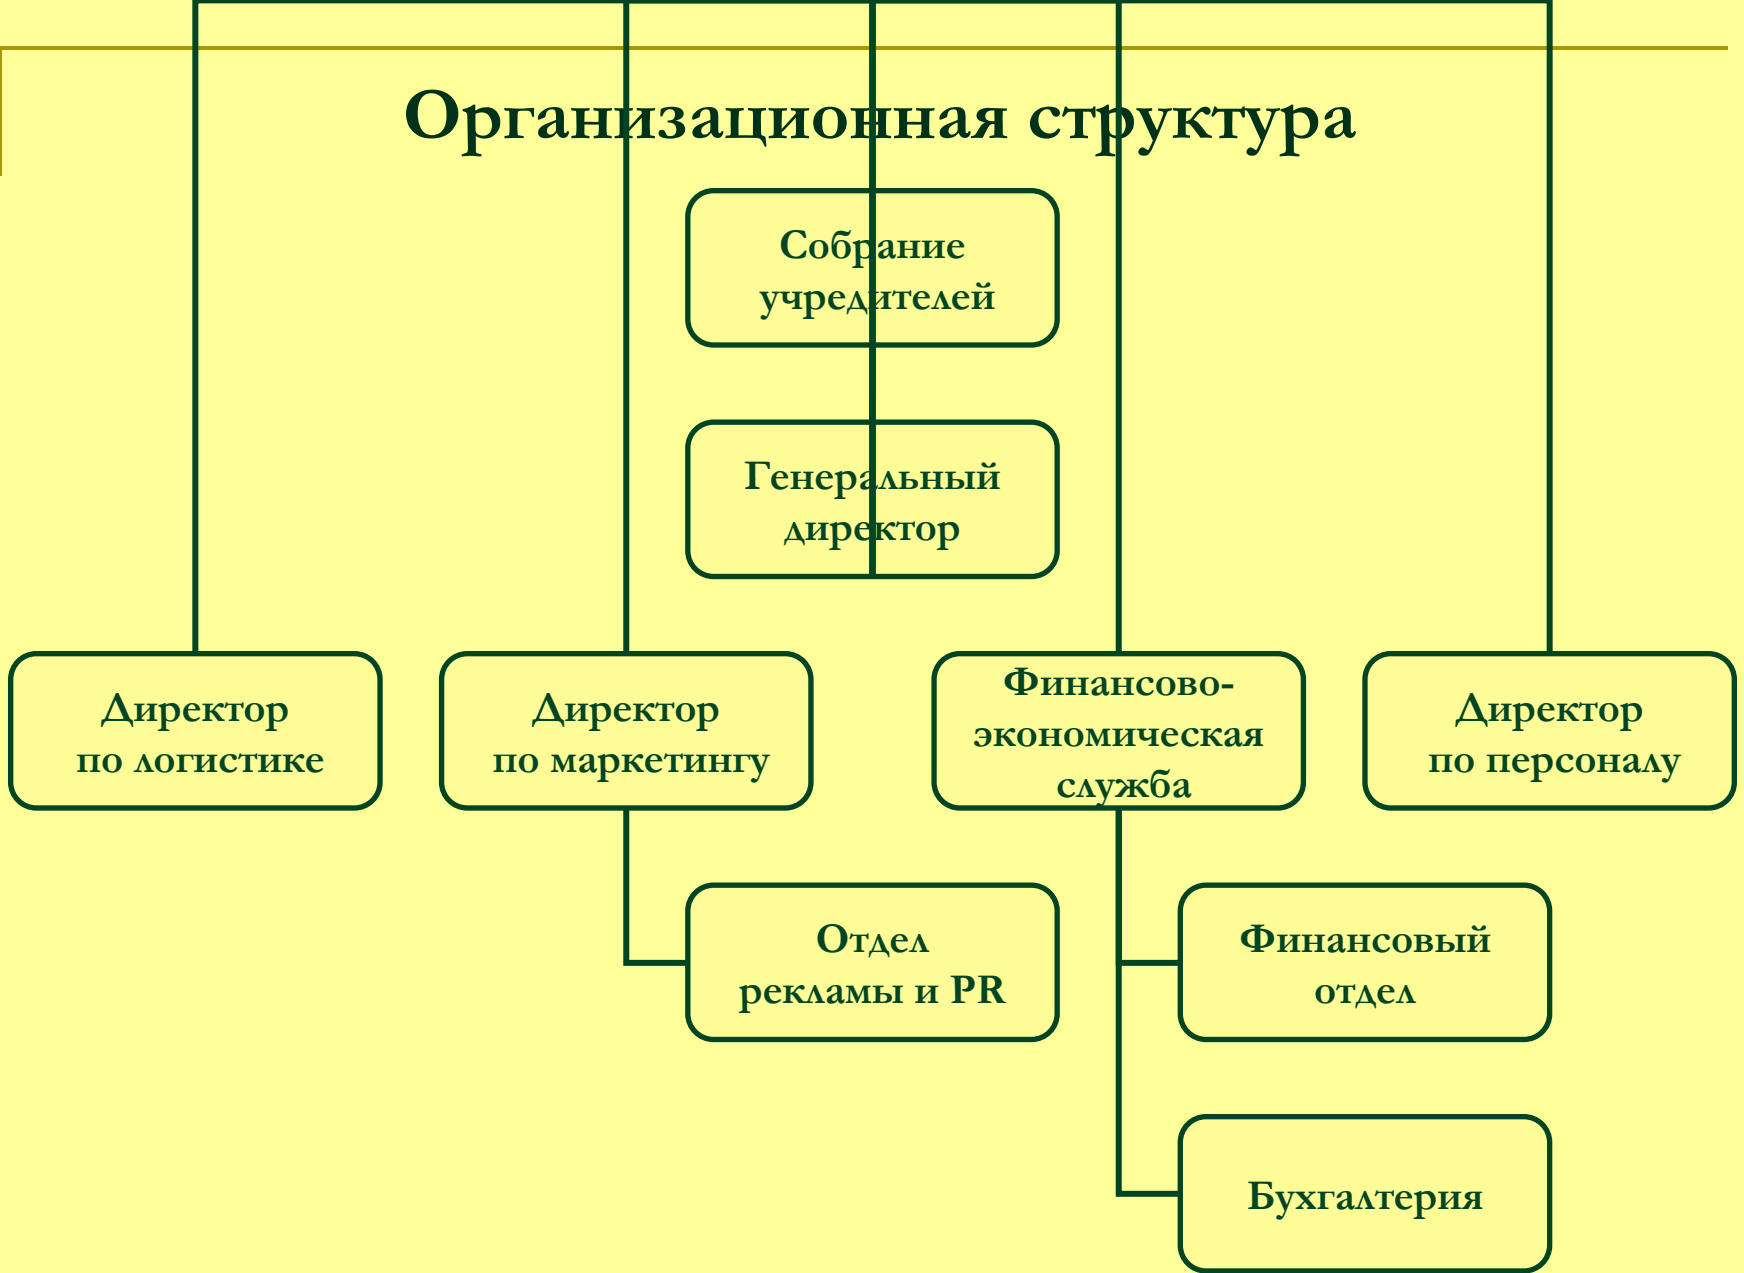 Организационная структура
Собрание
учредителей
Генеральный
директор
Директор
по логистике
Директор
по маркетингу
Финансово-
экономическая
служба
Директор
по персоналу
Отдел
рекламы и PR
Финансовый
отдел
Бухгалтерия